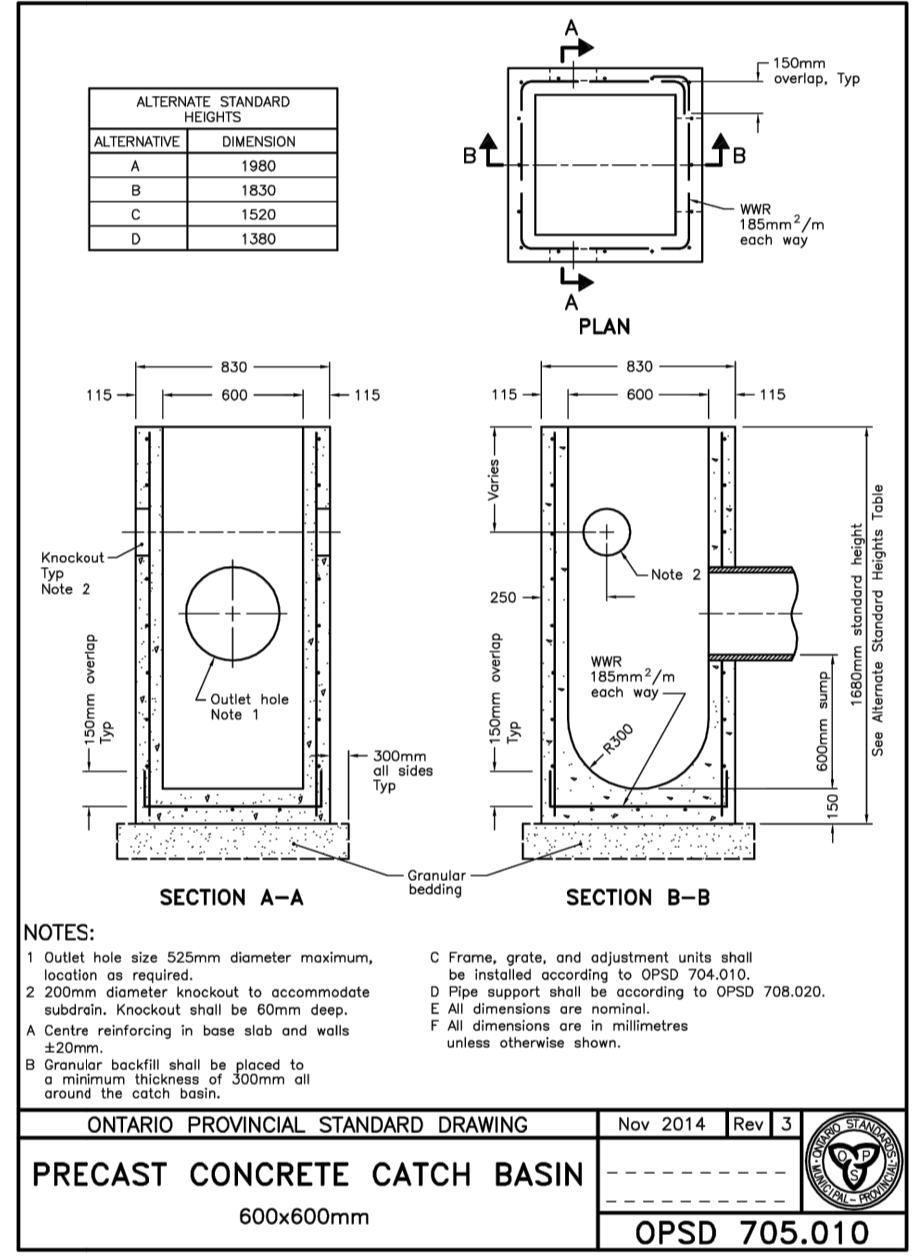 ALTERNATE STANDARD
HEIGHTS
ALTERNATIVE DIMENSION
A 1980
B 1830
C 1520
D 1380
A
150mm
overlap, Typ
B
B
WWR
185mm²/m
each way
A
PLAN
830
115 600 115
Knockout
Typ
Note 2
Outlet hole
Note 1
150mm overlap
Typ
300mm
all sides
Typ
SECTION A–A
830
115 600 115
Varies
Note 2
250
WWR
185mm²/m
each way
150mm overlap
Typ
R300
600mm sump
150
1680mm standard height
See Alternate Standard Heights Table
Granular
bedding
SECTION B–B
NOTES:
1 Outlet hole size 525mm diameter maximum,
location as required.
2 200mm diameter knockout to accommodate
subdrain. Knockout shall be 60mm deep.
A Centre reinforcing in base slab and walls
±20mm.
B Granular backfill shall be placed to
a minimum thickness of 300mm all
around the catch basin.
C Frame, grate, and adjustment units shall
be installed according to OPSD 704.010.
D Pipe support shall be according to OPSD 708.020.
E All dimensions are nominal.
F All dimensions are in millimetres
unless otherwise shown.
ONTARIO PROVINCIAL STANDARD DRAWING
Nov 2014 Rev 3
PRECAST CONCRETE CATCH BASIN
600x600mm
OPSD 705.010
ONTARIO STANDARDS
MUNICIPAL – PROVINCIAL
O P S